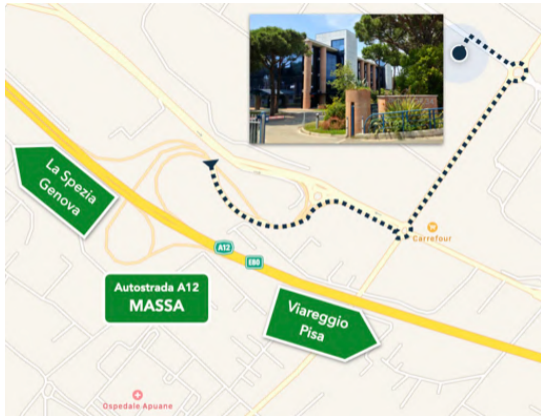 La Spezia
Genova
A12
E80
Carrefour
Autostrada A12
MASSA
Viareggio
Pisa
Ospedale Apuane